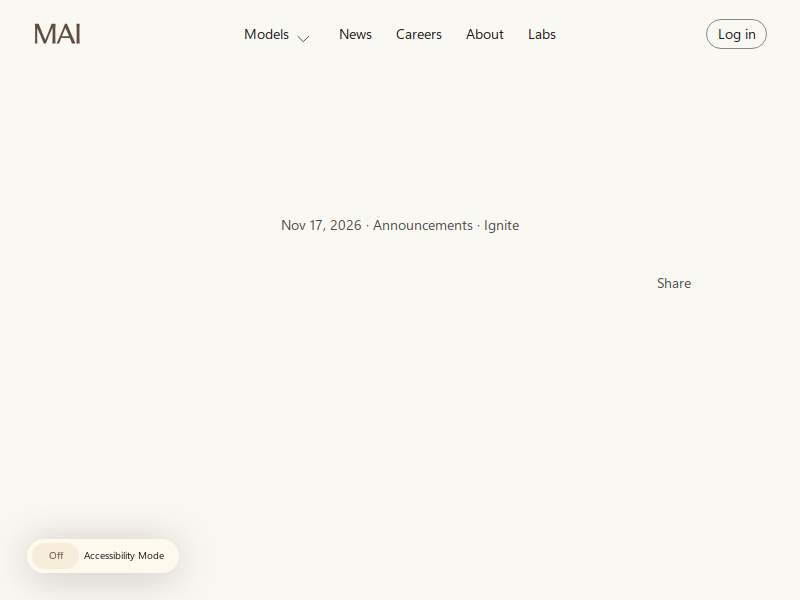 MAI
Models
News
Careers
About
Labs
Log in
Nov 17, 2026 · Announcements · Ignite
Share
Off
Accessibility Mode